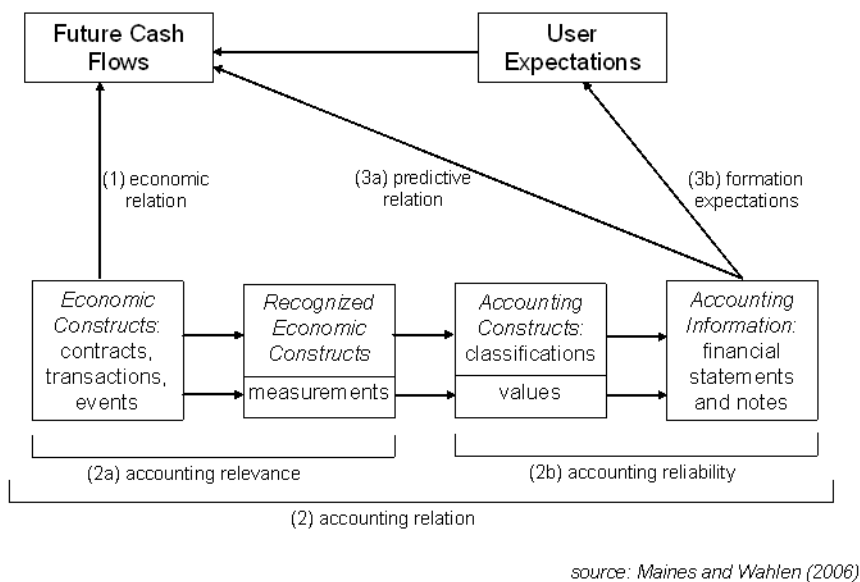 Future Cash
Flows
User
Expectations
(1) economic
relation
(3a) predictive
relation
(3b) formation
expectations
Economic
Constructs:
contracts,
transactions,
events
Recognized
Economic
Constructs
measurements
Accounting
Constructs:
classifications
values
Accounting
Information:
financial
statements
and notes
(2a) accounting relevance
(2b) accounting reliability
(2) accounting relation
source: Maines and Wahlen (2006)